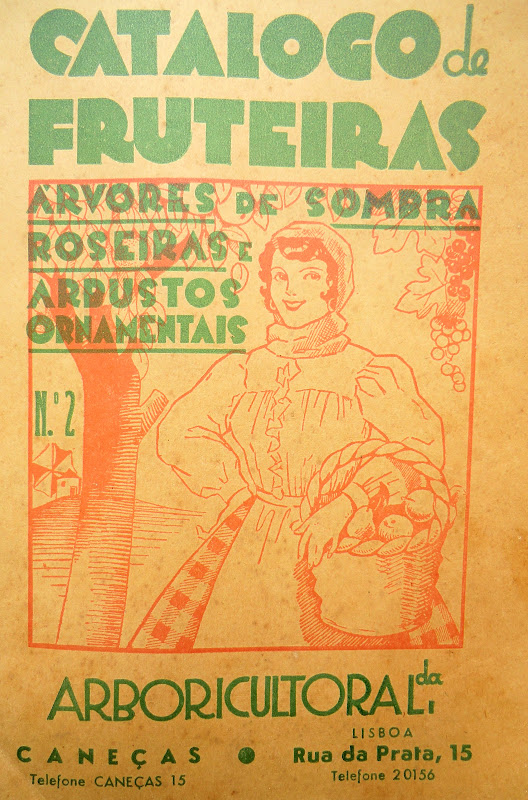 CATALOGO de
FRUTEIRAS
ÁRVORES DE SOMBRA
ROSEIRAS E
ARBUSTOS
ORNAMENTAIS
N.º 2
ARBORICULTORA, L.da
LISBOA
CANEÇAS • Rua da Prata, 15
Telefone CANEÇAS 15 Telefone 20156